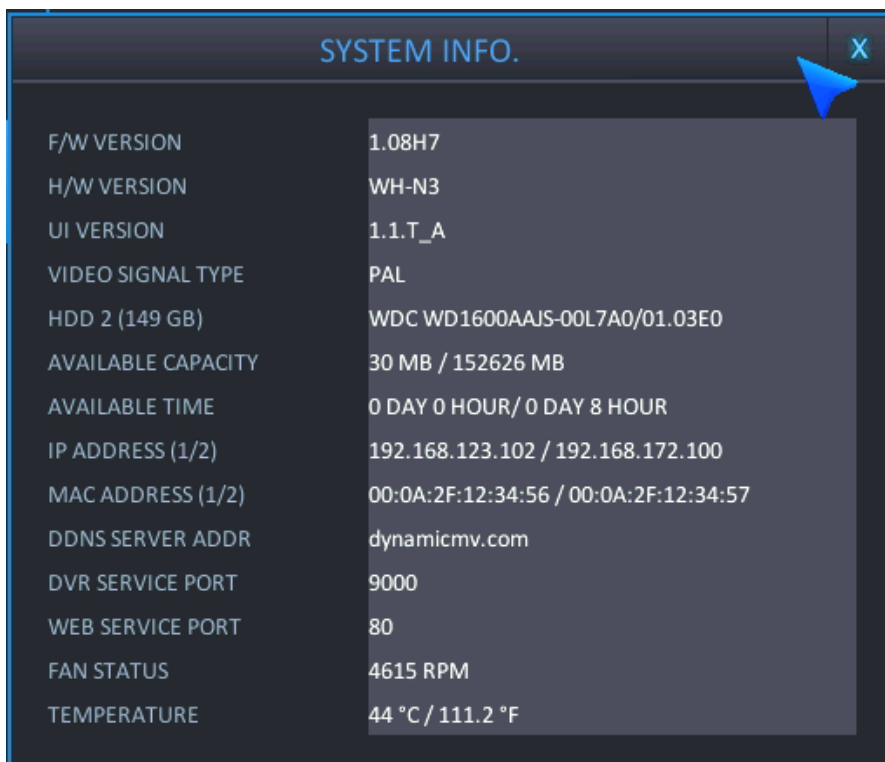 SYSTEM INFO.
X
F/W VERSION 1.08H7
H/W VERSION WH-N3
UI VERSION 1.1.T_A
VIDEO SIGNAL TYPE PAL
HDD 2 (149 GB) WDC WD1600AAJS-00L7A0/01.03E0
AVAILABLE CAPACITY 30 MB / 152626 MB
AVAILABLE TIME 0 DAY 0 HOUR/ 0 DAY 8 HOUR
IP ADDRESS (1/2) 192.168.123.102 / 192.168.172.100
MAC ADDRESS (1/2) 00:0A:2F:12:34:56 / 00:0A:2F:12:34:57
DDNS SERVER ADDR dynamicmv.com
DVR SERVICE PORT 9000
WEB SERVICE PORT 80
FAN STATUS 4615 RPM
TEMPERATURE 44 °C / 111.2 °F